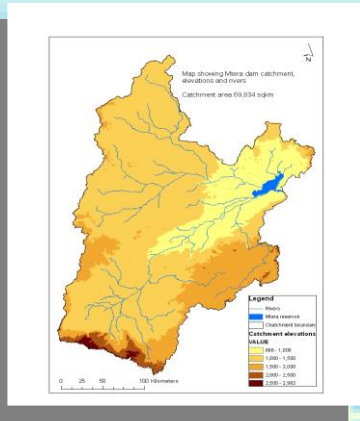 N
Map showing Mtera dam catchment,
elevations and rivers
Catchment area 69,834 sqkm
Legend
Rivers
Mtera reservoir
Chatchment boundary
Catchment elevations
VALUE
1,000 - 1,500
1,500 - 2,000
2,000 - 2,500
2,500 - 2,962
0 25 50 100 Kilometers